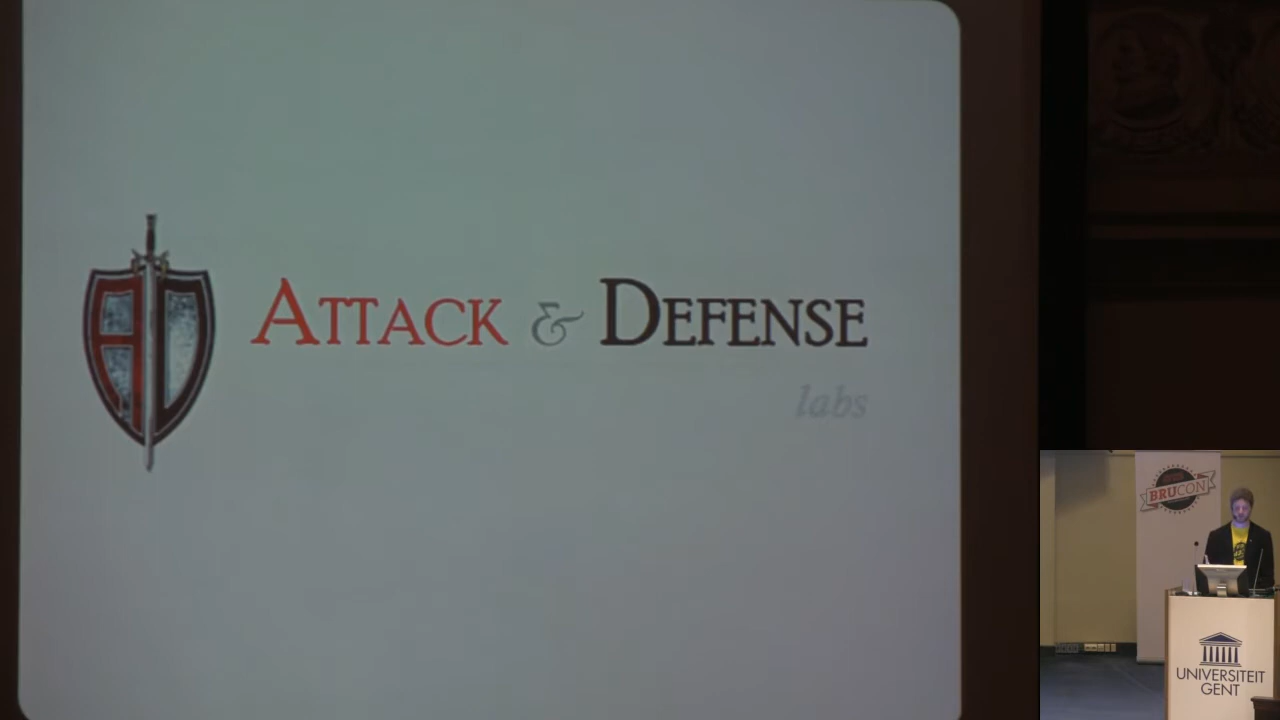 ATTACK & DEFENSE
labs
BRUCON
UNIVERSITEIT
GENT